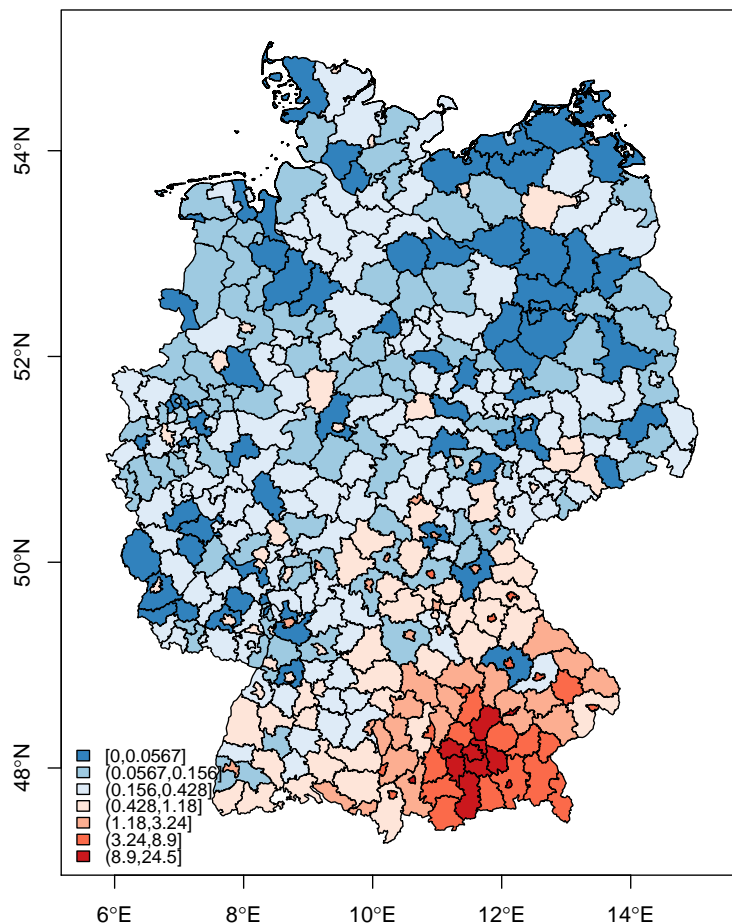 54°N
52°N
50°N
48°N
[0,0.0567]
(0.0567,0.156]
(0.156,0.428]
(0.428,1.18]
(1.18,3.24]
(3.24,8.9]
(8.9,24.5]
6°E 8°E 10°E 12°E 14°E